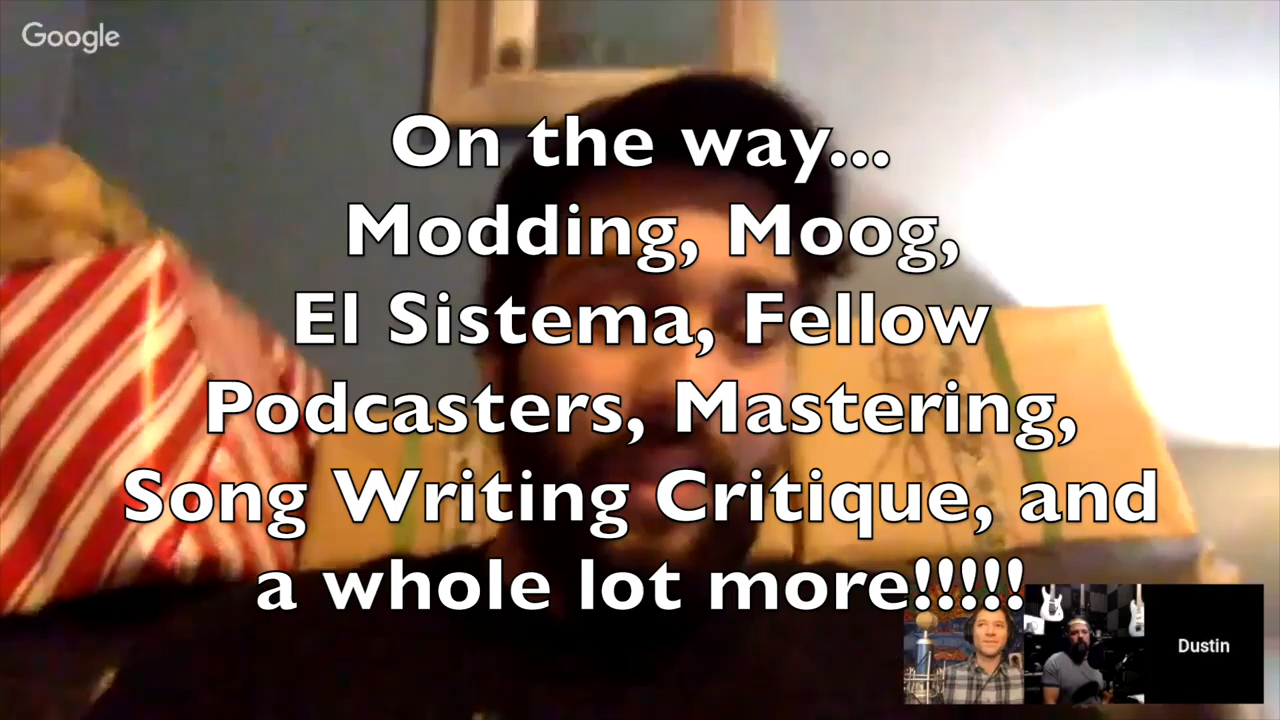 Google
On the way...
Modding, Moog,
El Sistema, Fellow
Podcasters, Mastering,
Song Writing Critique, and
a whole lot more!!!!!
Dustin